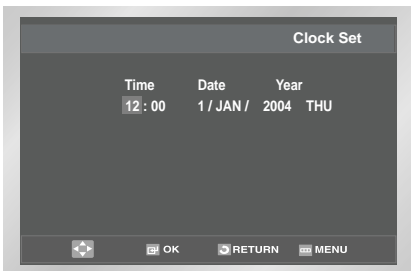 Clock Set
Time Date Year
12 : 00 1 / JAN / 2004 THU
OK RETURN MENU